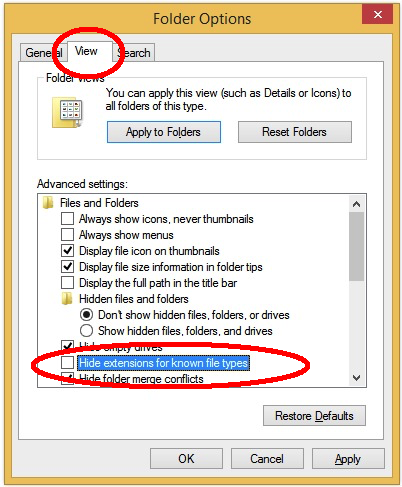 Folder Options
General View Search
Folder views
You can apply this view (such as Details or Icons) to
all folders of this type.
Apply to Folders Reset Folders
Advanced settings:
Files and Folders
Always show icons, never thumbnails
Always show menus
Display file icon on thumbnails
Display file size information in folder tips
Display the full path in the title bar
Hidden files and folders
Don't show hidden files, folders, or drives
Show hidden files, folders, and drives
Hide empty drives
Hide extensions for known file types
Hide folder merge conflicts
Restore Defaults
OK Cancel Apply